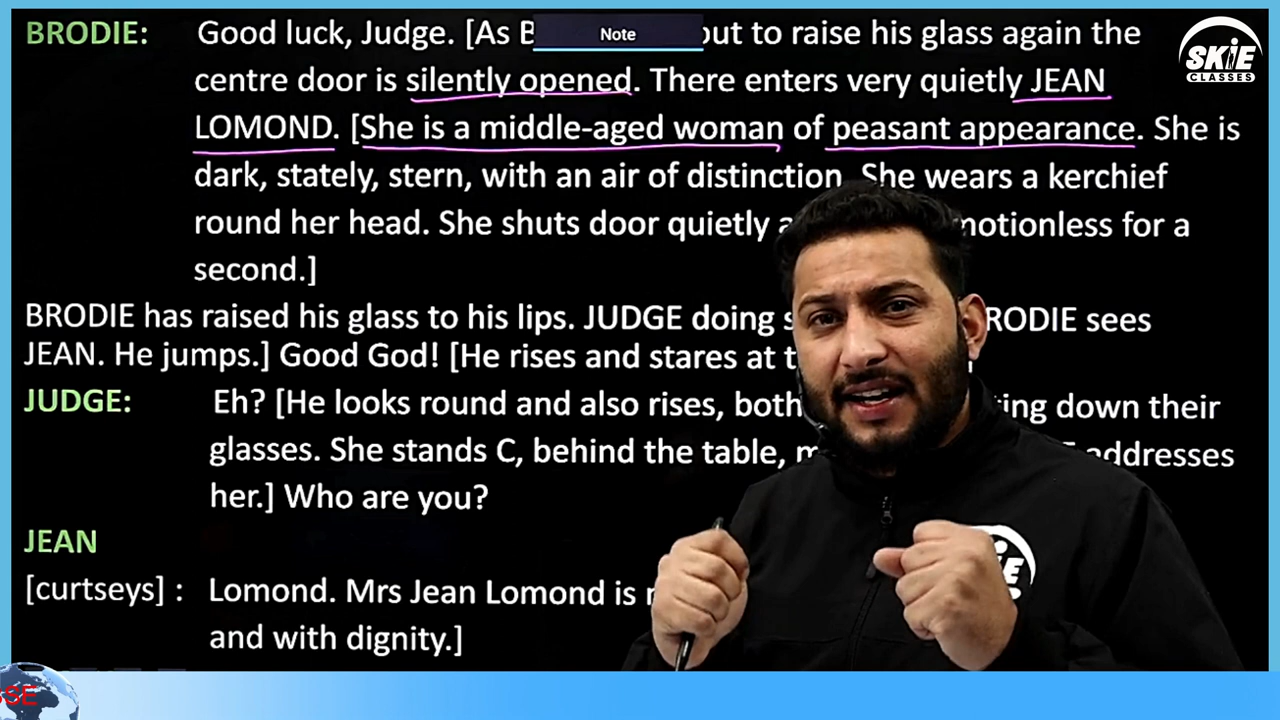 BRODIE: Good luck, Judge. [As B Note out to raise his glass again the
SKiE
CLASSES
centre door is silently opened. There enters very quietly JEAN
LOMOND. [She is a middle-aged woman of peasant appearance. She is
dark, stately, stern, with an air of distinction. She wears a kerchief
round her head. She shuts door quietly a motionless for a
second.]
BRODIE has raised his glass to his lips. JUDGE doing s BRODIE sees
JEAN. He jumps.] Good God! [He rises and stares at
JUDGE: Eh? [He looks round and also rises, both ing down their
glasses. She stands C, behind the table, addresses
her.] Who are you?
JEAN
[curtseys] : Lomond. Mrs Jean Lomond is
and with dignity.]
SE